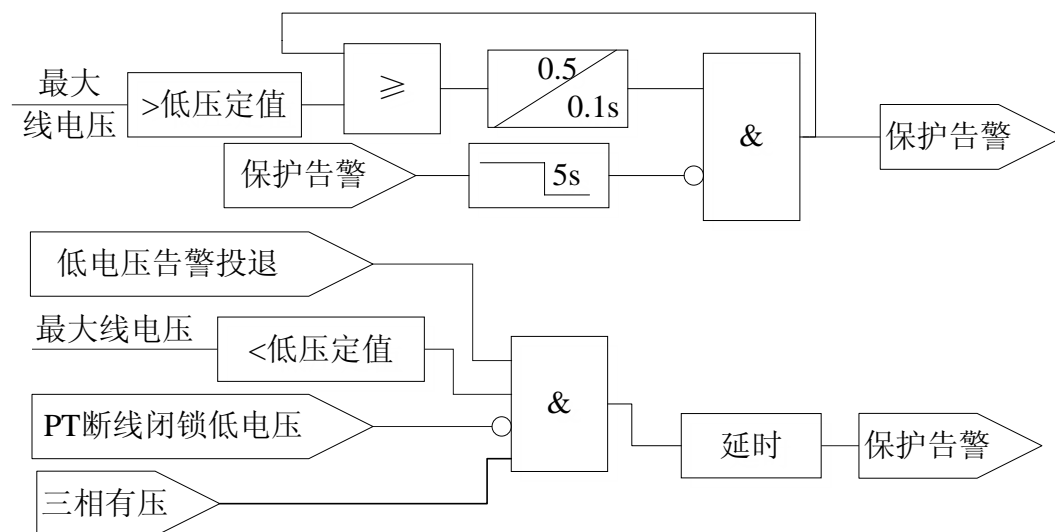 最大
线电压
>低压定值
≥
0.5
0.1s
&
保护告警
保护告警
5s
低电压告警投退
最大线电压
<低压定值
PT断线闭锁低电压
三相有压
&
延时
保护告警